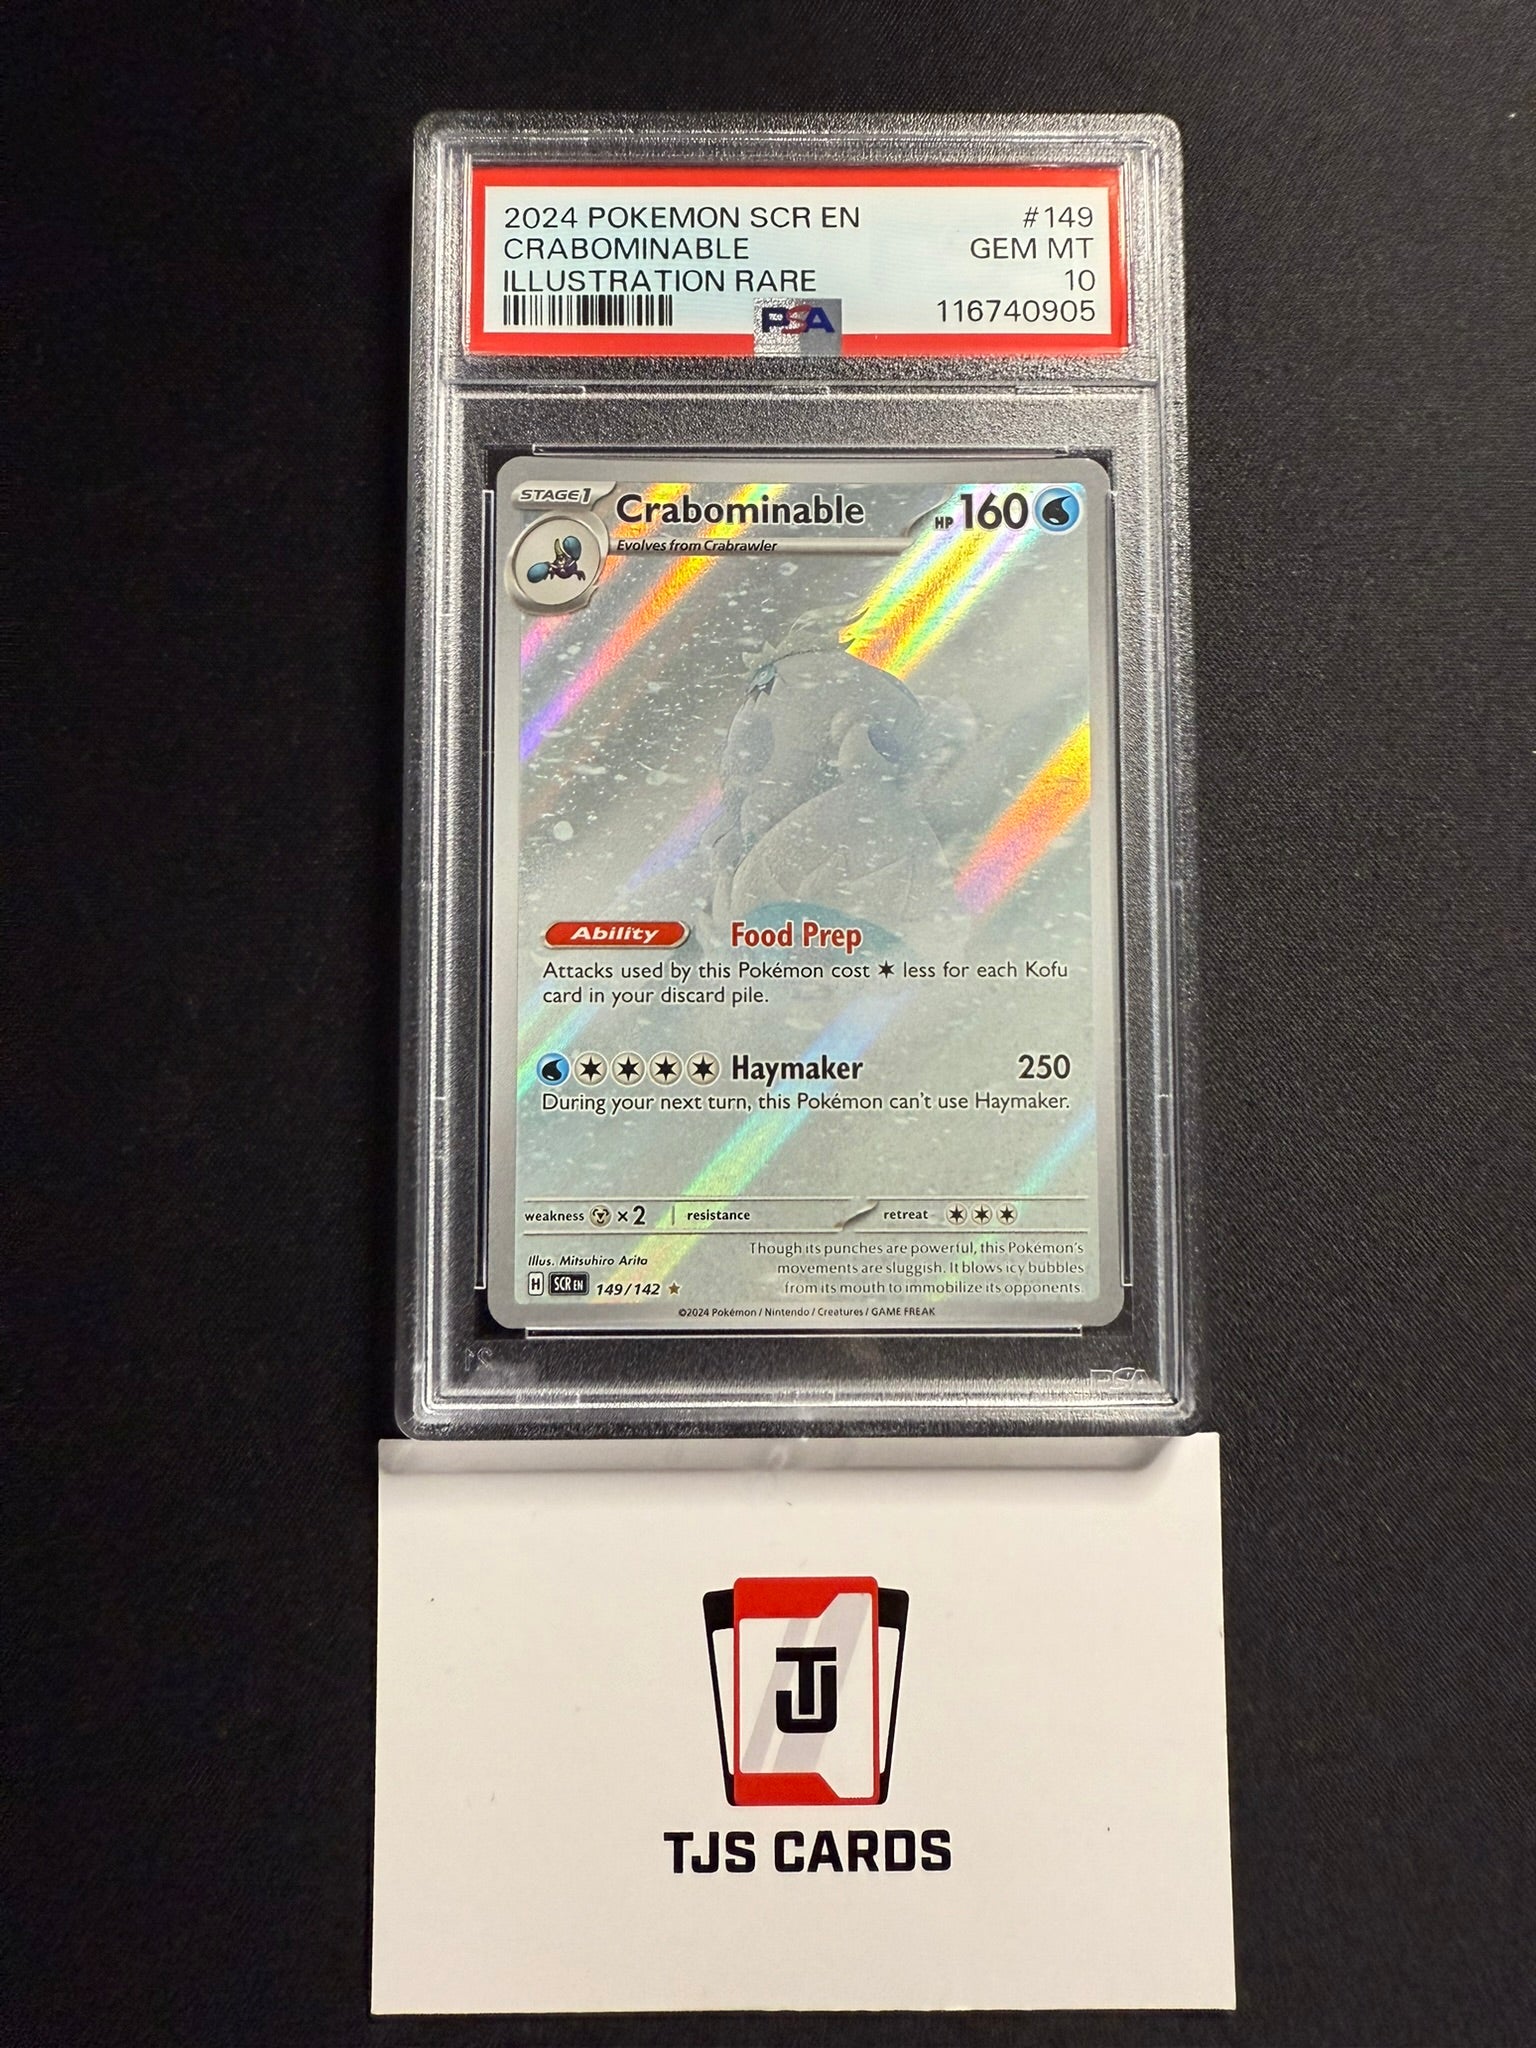 2024 POKEMON SCR EN #149
CRABOMINABLE GEM MT
ILLUSTRATION RARE 10
PSA 116740905
STAGE1 Crabominable HP 160
Evolves from Crabrawler
Ability Food Prep
Attacks used by this Pokémon cost less for each Kofu
card in your discard pile.
Haymaker 250
During your next turn, this Pokémon can't use Haymaker.
weakness ×2 resistance retreat
Illus. Mitsuhiro Arita
Though its punches are powerful, this Pokémon's
movements are sluggish. It blows icy bubbles
from its mouth to immobilize its opponents.
H SCR EN 149/142
©2024 Pokémon / Nintendo / Creatures / GAME FREAK
PSA
TJ
TJS CARDS